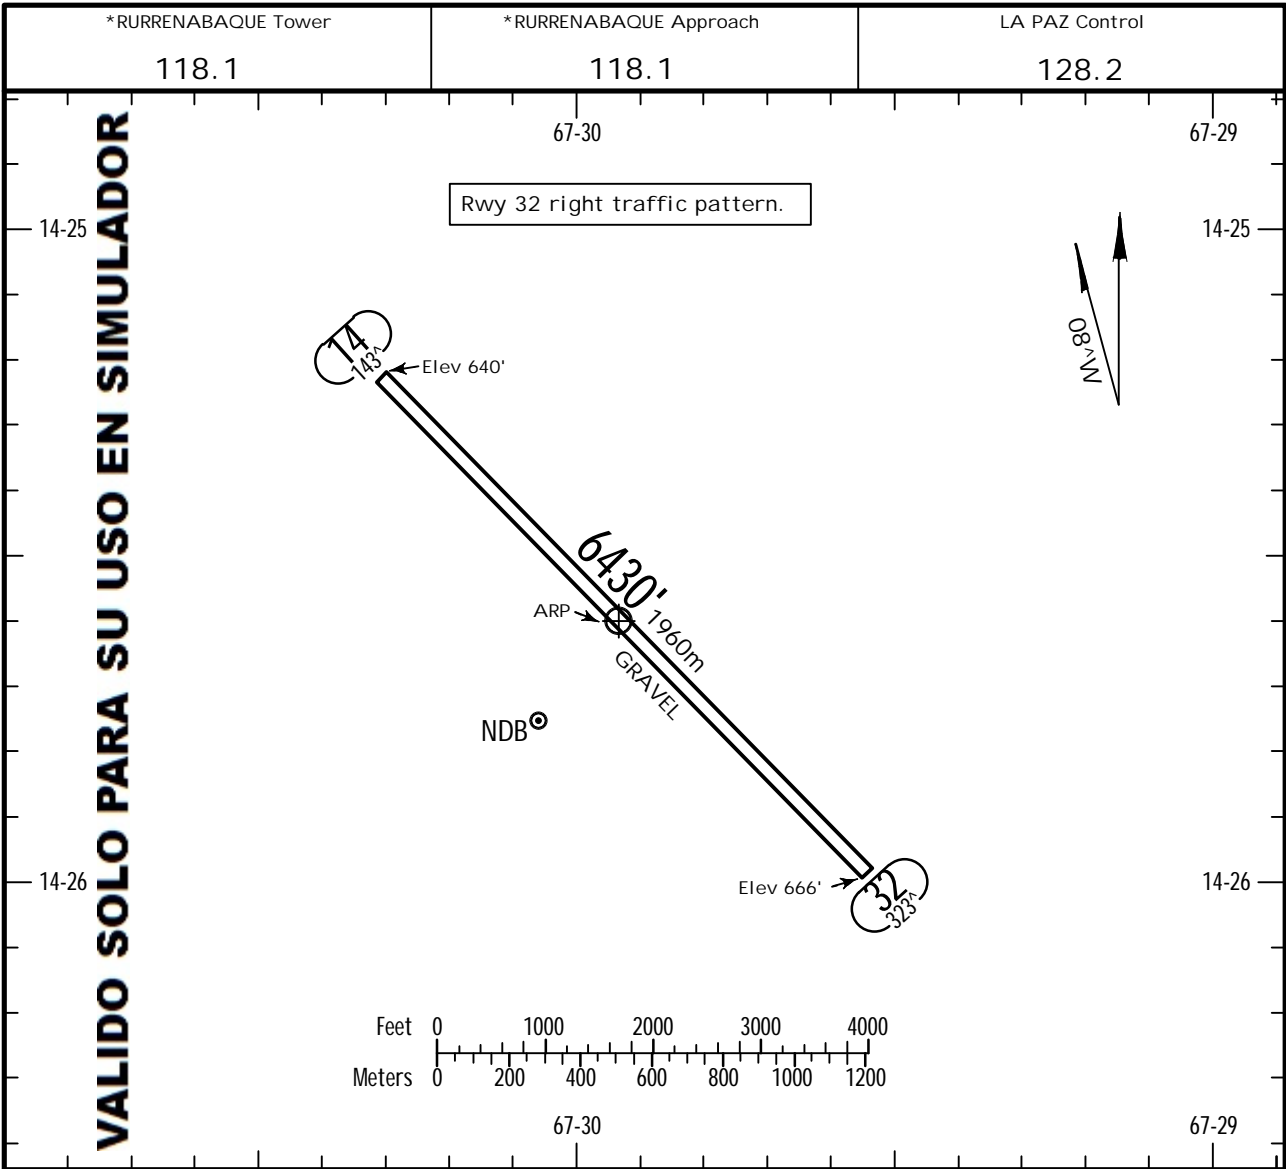 *RURRENABAQUE Tower
118.1
*RURRENABAQUE Approach
118.1
LA PAZ Control
128.2
VALIDO SOLO PARA SU USO EN SIMULADOR
67-30
67-29
Rwy 32 right traffic pattern.
14-25
14-25
08^W
14
143^
Elev 640'
6430'
1960m
ARP
GRAVEL
NDB
14-26
14-26
Elev 666'
32
323^
Feet 0 1000 2000 3000 4000
Meters 0 200 400 600 800 1000 1200
67-30
67-29